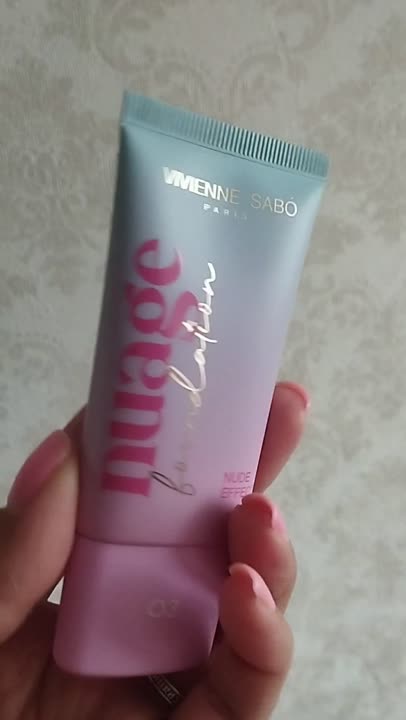 VIVIENNE SABÓ
PARIS
nuage
foundation
NUDE
EFFECT
03